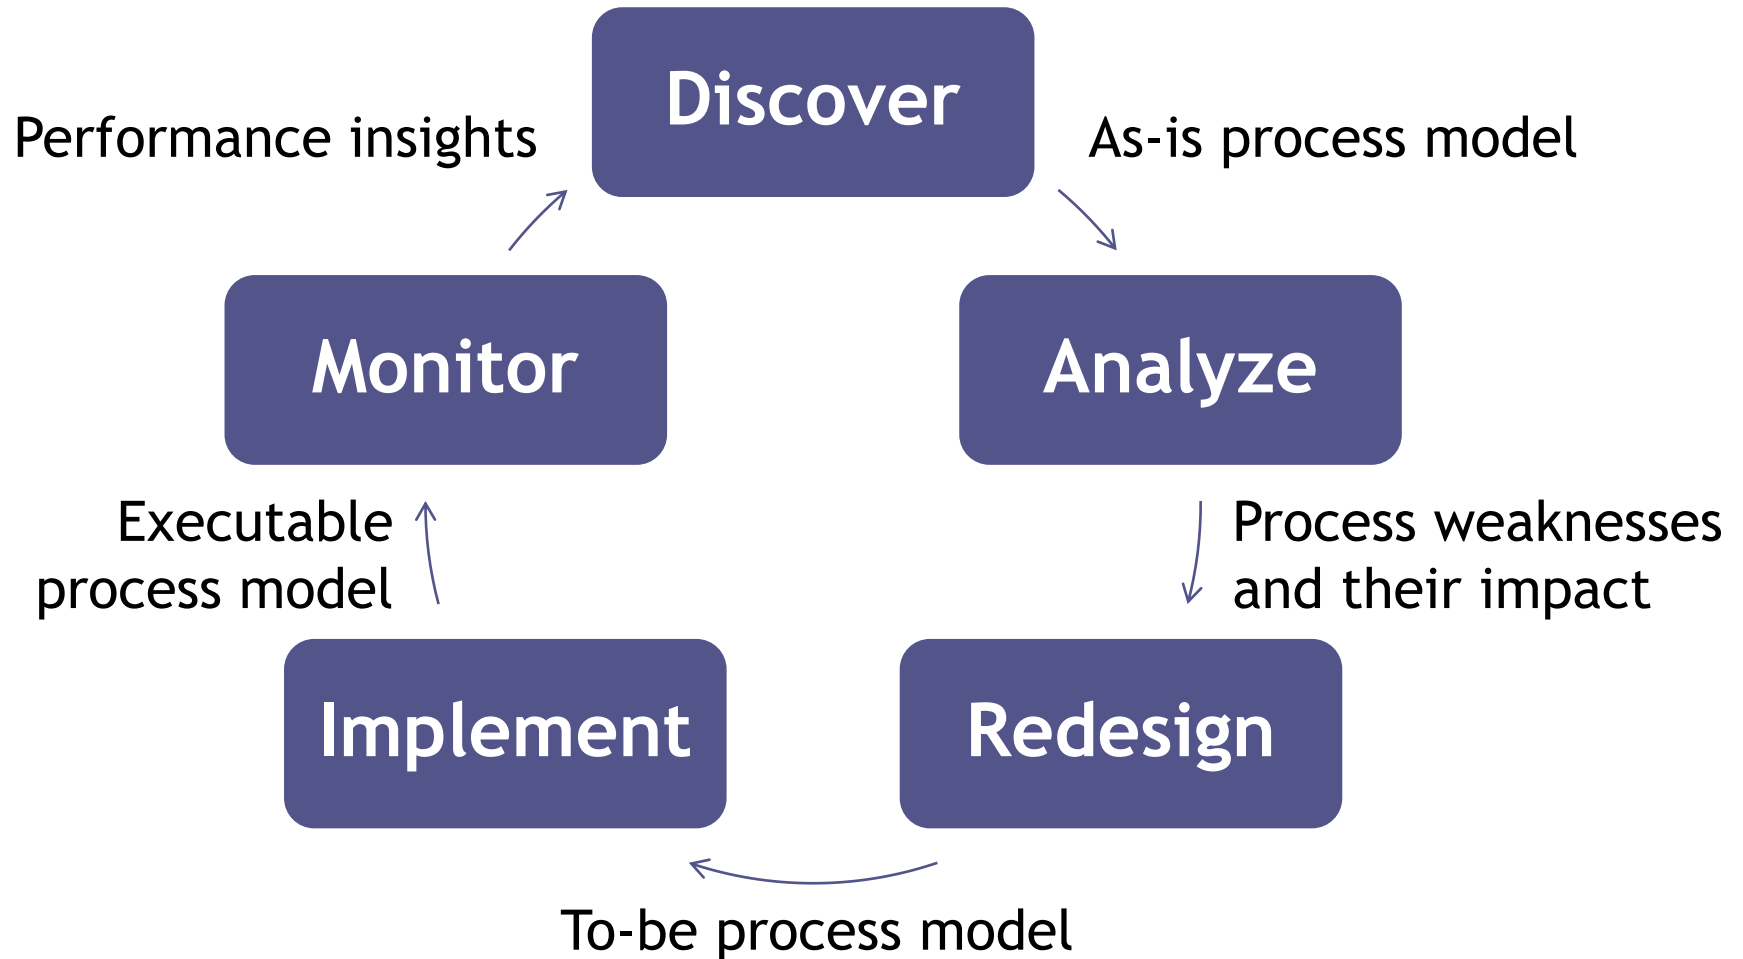 Discover
Performance insights
As-is process model
Monitor
Analyze
Executable
process model
Process weaknesses
and their impact
Implement
Redesign
To-be process model